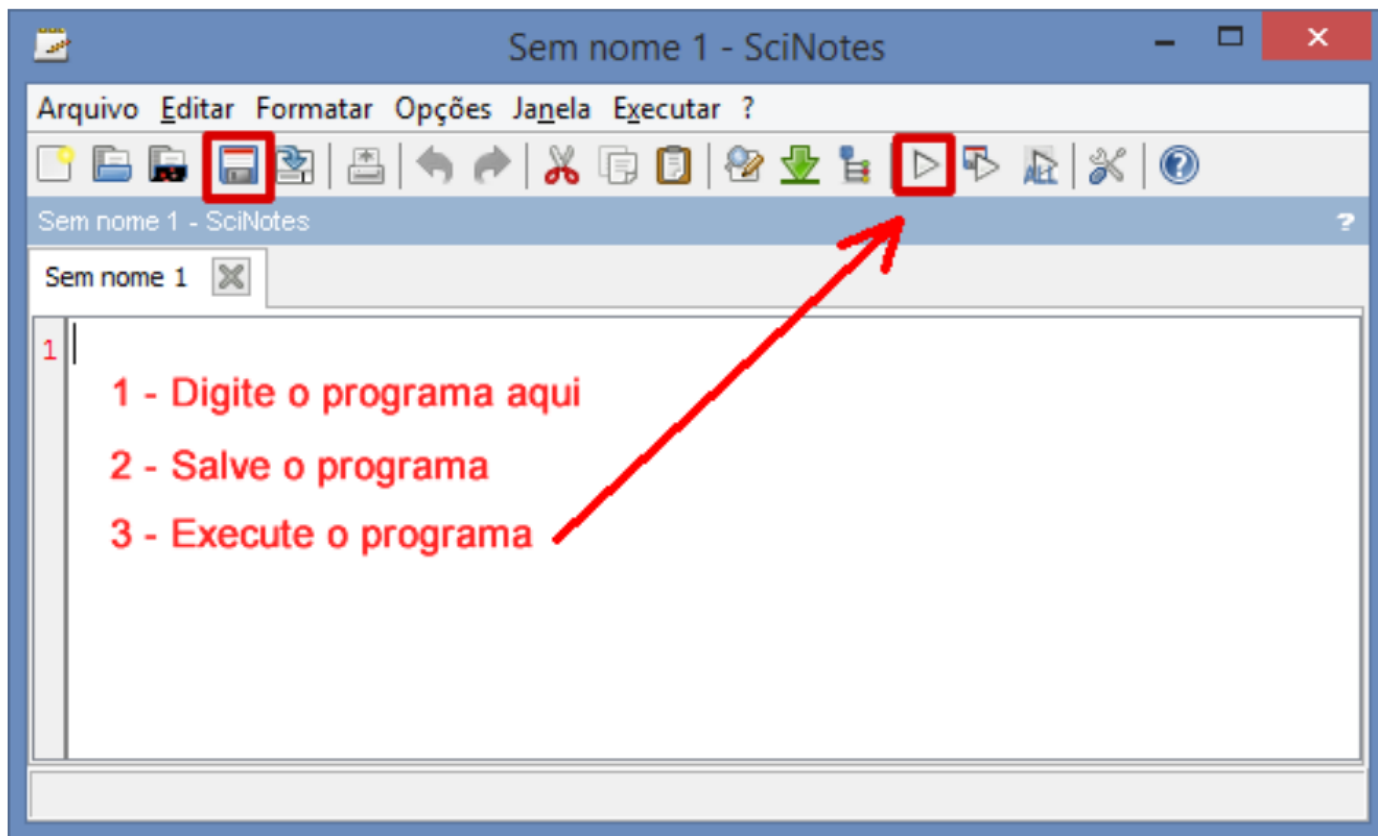 Sem nome 1 - SciNotes
Arquivo Editar Formatar Opções Janela Executar ?
ALL
Sem nome 1 - SciNotes ?
Sem nome 1
1
1 - Digite o programa aqui
2 - Salve o programa
3 - Execute o programa